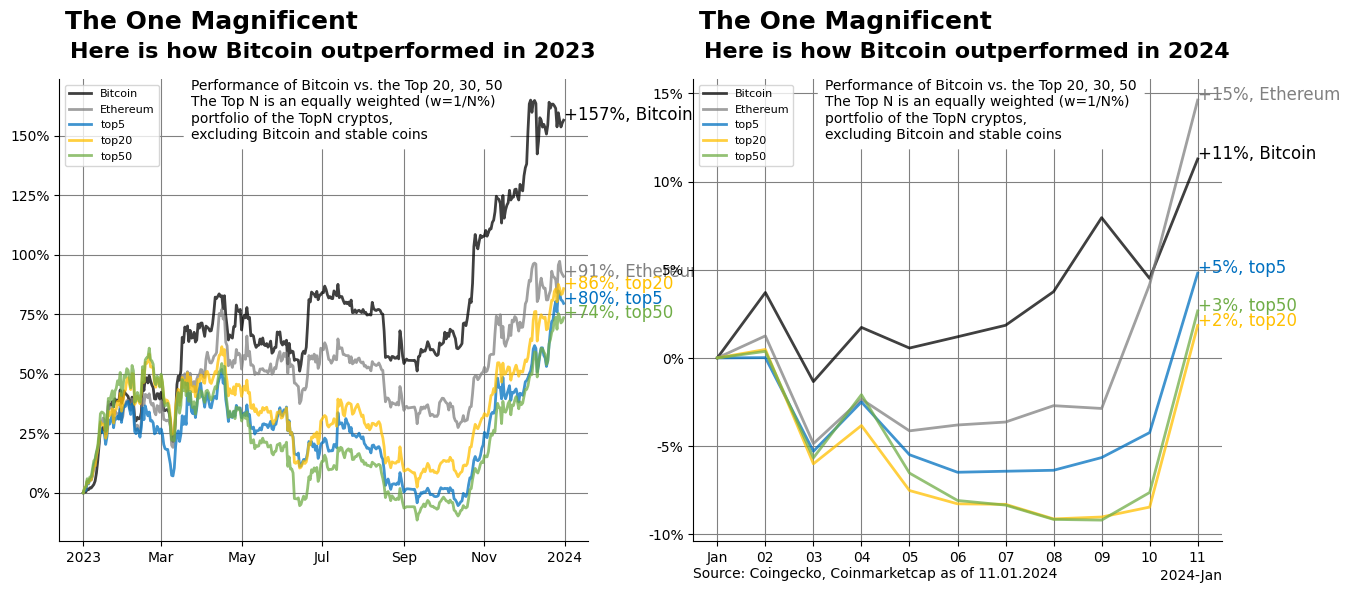 The One Magnificent
Here is how Bitcoin outperformed in 2023
Performance of Bitcoin vs. the Top 20, 30, 50
The Top N is an equally weighted (w=1/N%)
portfolio of the TopN cryptos,
excluding Bitcoin and stable coins
Bitcoin
Ethereum
top5
top20
top50
150%
125%
100%
75%
50%
25%
0%
+157%, Bitcoin
+91%, Ethereum
+86%, top20
+80%, top5
+74%, top50
2023 Mar May Jul Sep Nov 2024
The One Magnificent
Here is how Bitcoin outperformed in 2024
Performance of Bitcoin vs. the Top 20, 30, 50
The Top N is an equally weighted (w=1/N%)
portfolio of the TopN cryptos,
excluding Bitcoin and stable coins
Bitcoin
Ethereum
top5
top20
top50
15%
10%
5%
0%
-5%
-10%
+15%, Ethereum
+11%, Bitcoin
+5%, top5
+3%, top50
+2%, top20
Jan 02 03 04 05 06 07 08 09 10 11
2024-Jan
Source: Coingecko, Coinmarketcap as of 11.01.2024